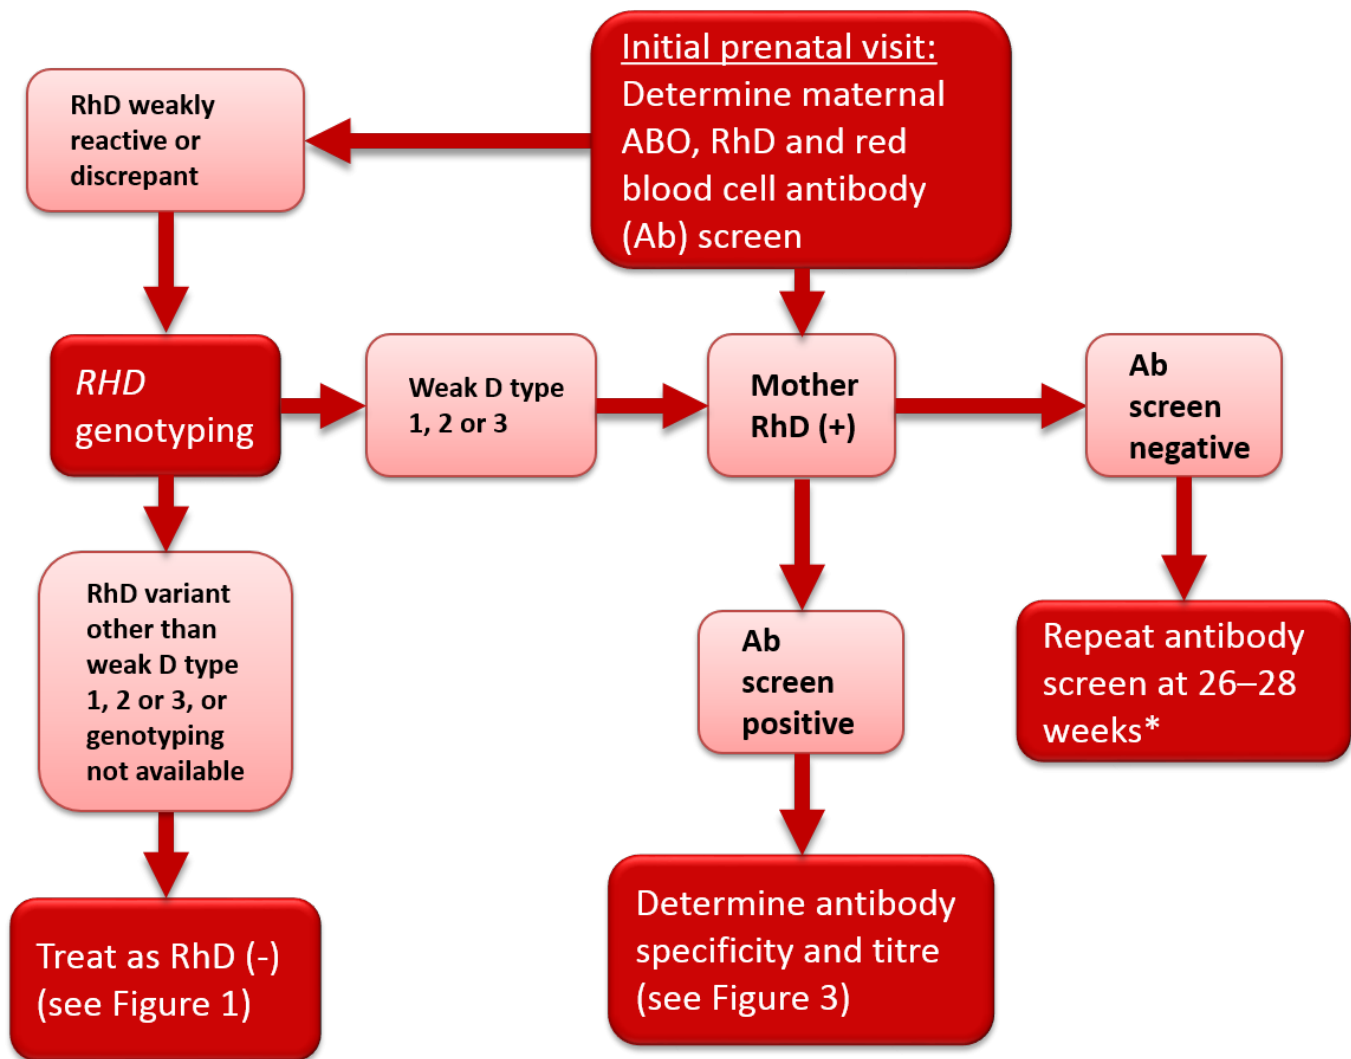 Initial prenatal visit:
Determine maternal
ABO, RhD and red
blood cell antibody
(Ab) screen
RhD weakly
reactive or
discrepant
RHD
genotyping
Weak D type
1, 2 or 3
Mother
RhD (+)
Ab
screen
negative
RhD variant
other than
weak D type
1, 2 or 3, or
genotyping
not available
Ab
screen
positive
Repeat antibody
screen at 26–28
weeks*
Treat as RhD (-)
(see Figure 1)
Determine antibody
specificity and titre
(see Figure 3)